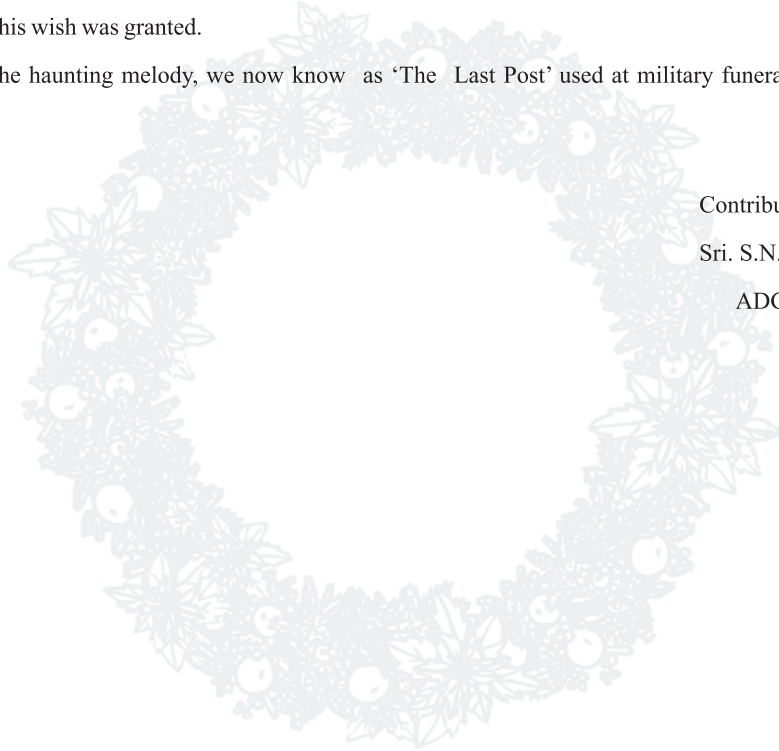 his wish was granted.
he haunting melody, we now know as ‘The Last Post’ used at military funera
Contribu
Sri. S.N.
ADG